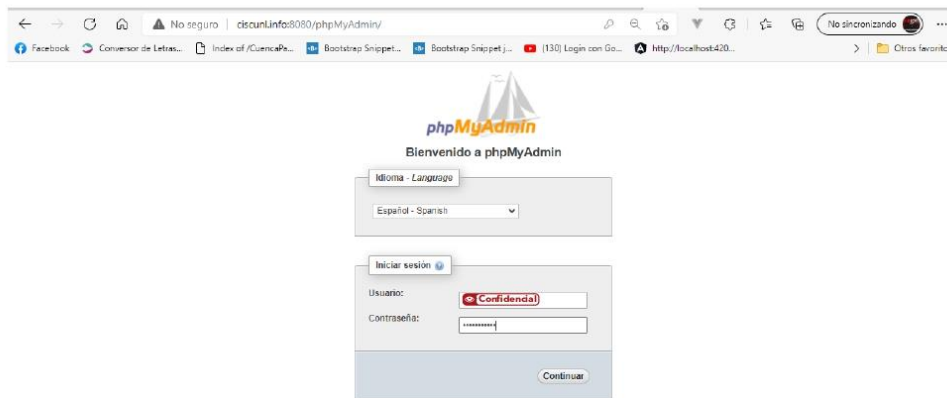 No seguro | ciscunl.info:8080/phpMyAdmin/
No sincronizando
Facebook Conversor de Letras... Index of /CuencaPa... Bootstrap Snippet... Bootstrap Snippet j... (130) Login con Go... http://localhost:420... Otros favorito
phpMyAdmin
Bienvenido a phpMyAdmin
Idioma - Language
Español - Spanish
Iniciar sesión
Usuario:
Confidencial
Contraseña:
Continuar